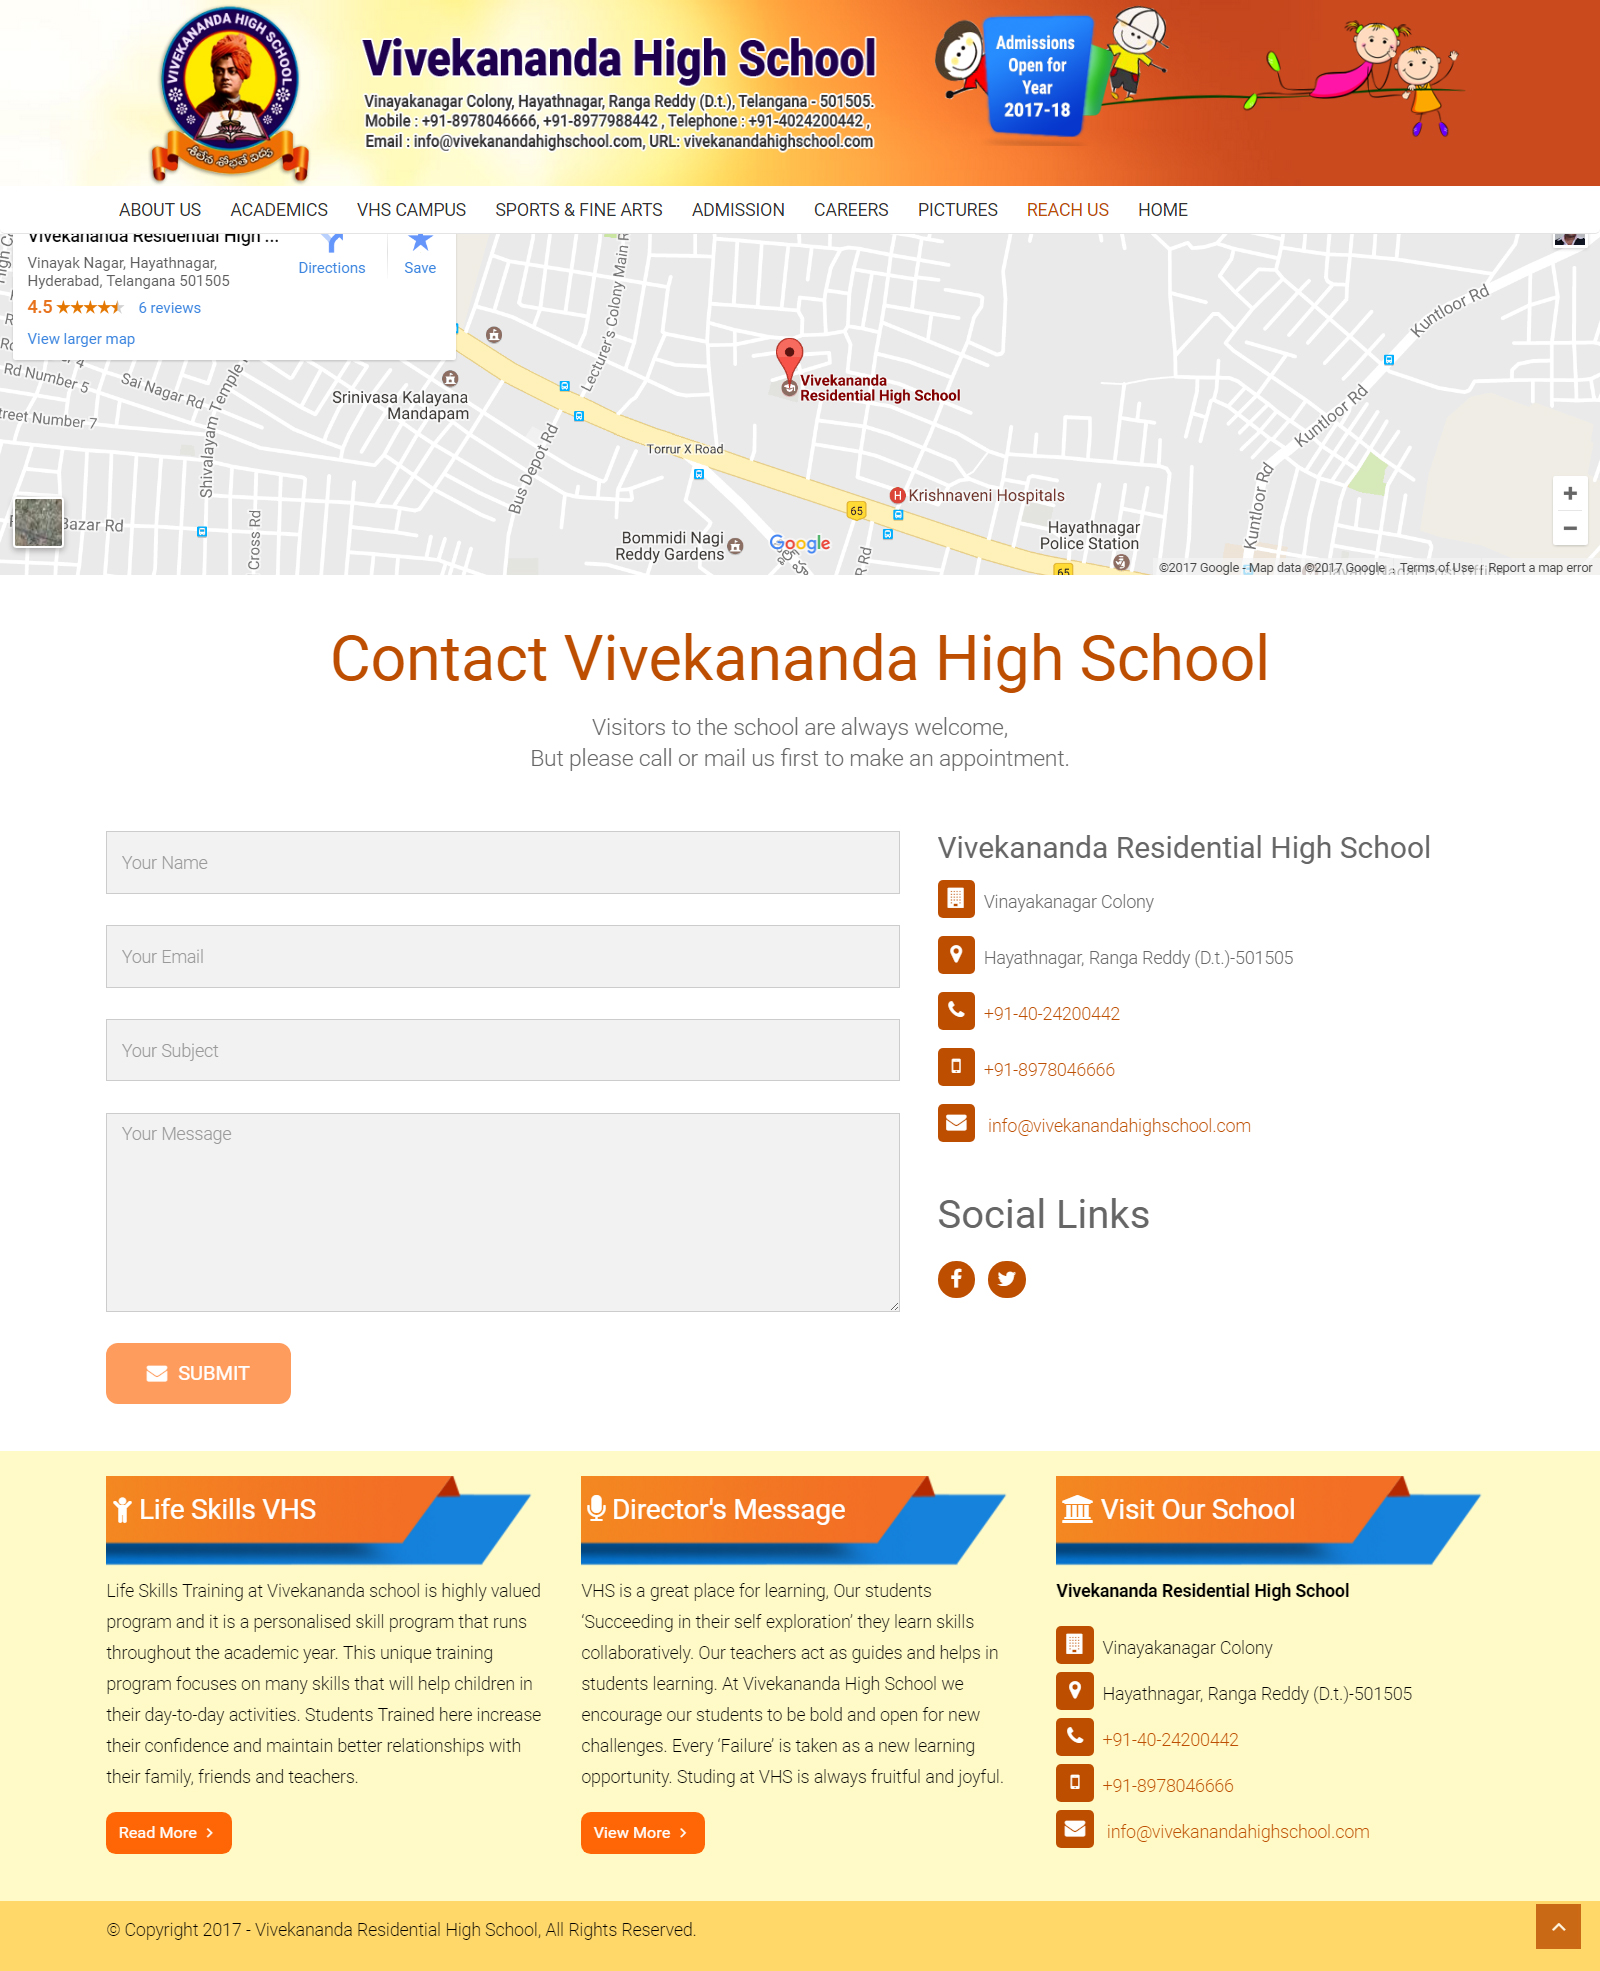 VIVEKANANDA HIGH SCHOOL
Vivekananda High School
Vinayakanagar Colony, Hayathnagar, Ranga Reddy (D.t.), Telangana - 501505.
Mobile : +91-8978046666, +91-8977988442 , Telephone : +91-4024200442 ,
Email : info@vivekanandahighschool.com, URL: vivekanandahighschool.com
Admissions
Open for
Year
2017-18
ABOUT US ACADEMICS VHS CAMPUS SPORTS & FINE ARTS ADMISSION CAREERS PICTURES REACH US HOME
Vivekananda Residential High ...
Vinayak Nagar, Hayathnagar,
Hyderabad, Telangana 501505
Directions
Save
4.5
6 reviews
View larger map
Rd Number 5
Sai Nagar Rd
Shivalayam Temple
Lecturer's Colony Main R
Srinivasa Kalayana
Mandapam
Bus Depot Rd
Torrur X Road
Vivekananda
Residential High School
Kuntloor Rd
Kuntloor Rd
Kuntloor Rd
treet Number 7
Bazar Rd
Cross Rd
Bommidi Nagi
Reddy Gardens
Google
65
H
Krishnaveni Hospitals
Hayathnagar
Police Station
R Rd
65
©2017 Google - Map data ©2017 Google
Terms of Use
Report a map error
Contact Vivekananda High School
Visitors to the school are always welcome,
But please call or mail us first to make an appointment.
Your Name
Your Email
Your Subject
Your Message
SUBMIT
Vivekananda Residential High School
Vinayakanagar Colony
Hayathnagar, Ranga Reddy (D.t.)-501505
+91-40-24200442
+91-8978046666
info@vivekanandahighschool.com
Social Links
Life Skills VHS
Life Skills Training at Vivekananda school is highly valued
program and it is a personalised skill program that runs
throughout the academic year. This unique training
program focuses on many skills that will help children in
their day-to-day activities. Students Trained here increase
their confidence and maintain better relationships with
their family, friends and teachers.
Read More
Director's Message
VHS is a great place for learning, Our students
‘Succeeding in their self exploration’ they learn skills
collaboratively. Our teachers act as guides and helps in
students learning. At Vivekananda High School we
encourage our students to be bold and open for new
challenges. Every ‘Failure’ is taken as a new learning
opportunity. Studing at VHS is always fruitful and joyful.
View More
Visit Our School
Vivekananda Residential High School
Vinayakanagar Colony
Hayathnagar, Ranga Reddy (D.t.)-501505
+91-40-24200442
+91-8978046666
info@vivekanandahighschool.com
© Copyright 2017 - Vivekananda Residential High School, All Rights Reserved.